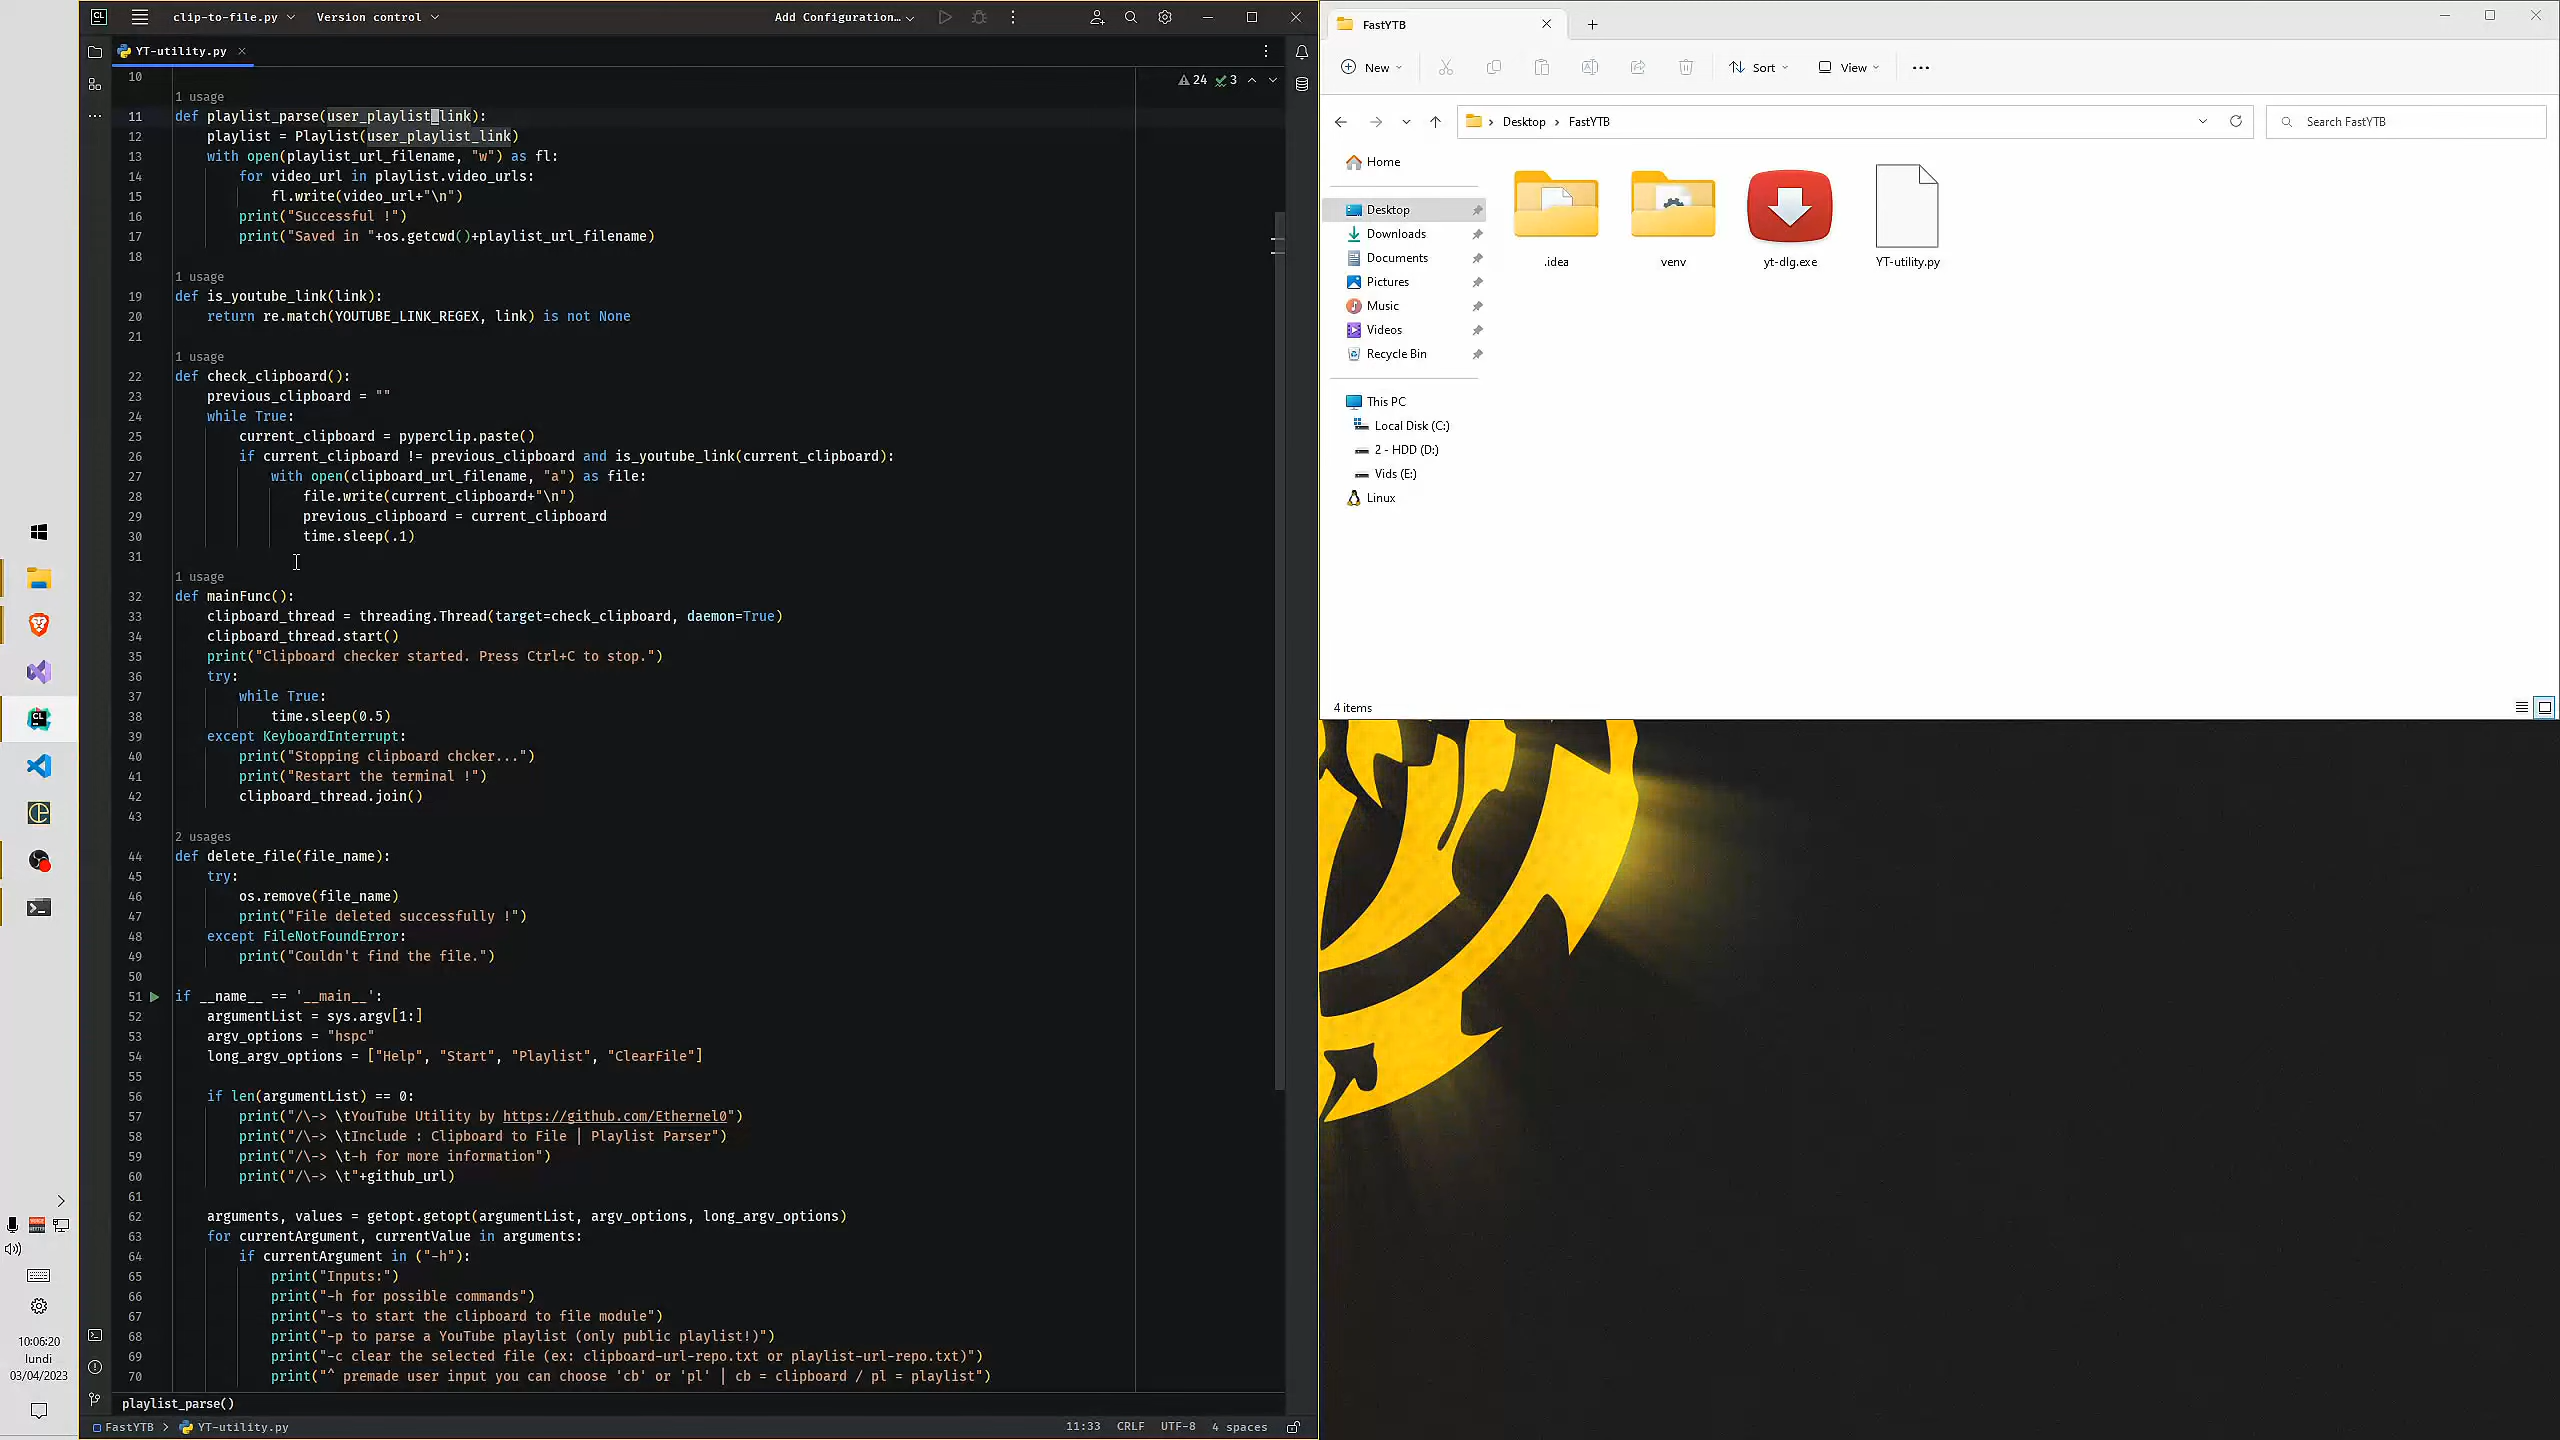 clip-to-file.py
Version control
Add Configuration...
YT-utility.py
24
3
10
1 usage
11 def playlist_parse(user_playlist_link):
12 playlist = Playlist(user_playlist_link)
13 with open(playlist_url_filename, "w") as fl:
14 for video_url in playlist.video_urls:
15 fl.write(video_url+"\n")
16 print("Successful !")
17 print("Saved in "+os.getcwd()+playlist_url_filename)
18
1 usage
19 def is_youtube_link(link):
20 return re.match(YOUTUBE_LINK_REGEX, link) is not None
21
1 usage
22 def check_clipboard():
23 previous_clipboard = ""
24 while True:
25 current_clipboard = pyperclip.paste()
26 if current_clipboard != previous_clipboard and is_youtube_link(current_clipboard):
27 with open(clipboard_url_filename, "a") as file:
28 file.write(current_clipboard+"\n")
29 previous_clipboard = current_clipboard
30 time.sleep(.1)
31
1 usage
32 def mainFunc():
33 clipboard_thread = threading.Thread(target=check_clipboard, daemon=True)
34 clipboard_thread.start()
35 print("Clipboard checker started. Press Ctrl+C to stop.")
36 try:
37 while True:
38 time.sleep(0.5)
39 except KeyboardInterrupt:
40 print("Stopping clipboard chcker...")
41 print("Restart the terminal !")
42 clipboard_thread.join()
43
2 usages
44 def delete_file(file_name):
45 try:
46 os.remove(file_name)
47 print("File deleted successfully !")
48 except FileNotFoundError:
49 print("Couldn't find the file.")
50
51 if __name__ == '__main__':
52 argumentList = sys.argv[1:]
53 argv_options = "hspc"
54 long_argv_options = ["Help", "Start", "Playlist", "ClearFile"]
55
56 if len(argumentList) == 0:
57 print("/\-> \tYouTube Utility by https://github.com/Ethernel0")
58 print("/\-> \tInclude : Clipboard to File | Playlist Parser")
59 print("/\-> \t-h for more information")
60 print("/\-> \t"+github_url)
61
62 arguments, values = getopt.getopt(argumentList, argv_options, long_argv_options)
63 for currentArgument, currentValue in arguments:
64 if currentArgument in ("-h"):
65 print("Inputs:")
66 print("-h for possible commands")
67 print("-s to start the clipboard to file module")
68 print("-p to parse a YouTube playlist (only public playlist!)")
69 print("-c clear the selected file (ex: clipboard-url-repo.txt or playlist-url-repo.txt)")
70 print("^ premade user input you can choose 'cb' or 'pl' | cb = clipboard / pl = playlist")
playlist_parse()
FastYTB > YT-utility.py
11:33
CRLF
UTF-8
4 spaces
10:06:20
lundi
03/04/2023
FastYTB
New
Sort
View
Desktop
FastYTB
Search FastYTB
Home
Desktop
Downloads
Documents
Pictures
Music
Videos
Recycle Bin
This PC
Local Disk (C:)
2 - HDD (D:)
Vids (E:)
Linux
.idea
venv
yt-dlg.exe
YT-utility.py
4 items